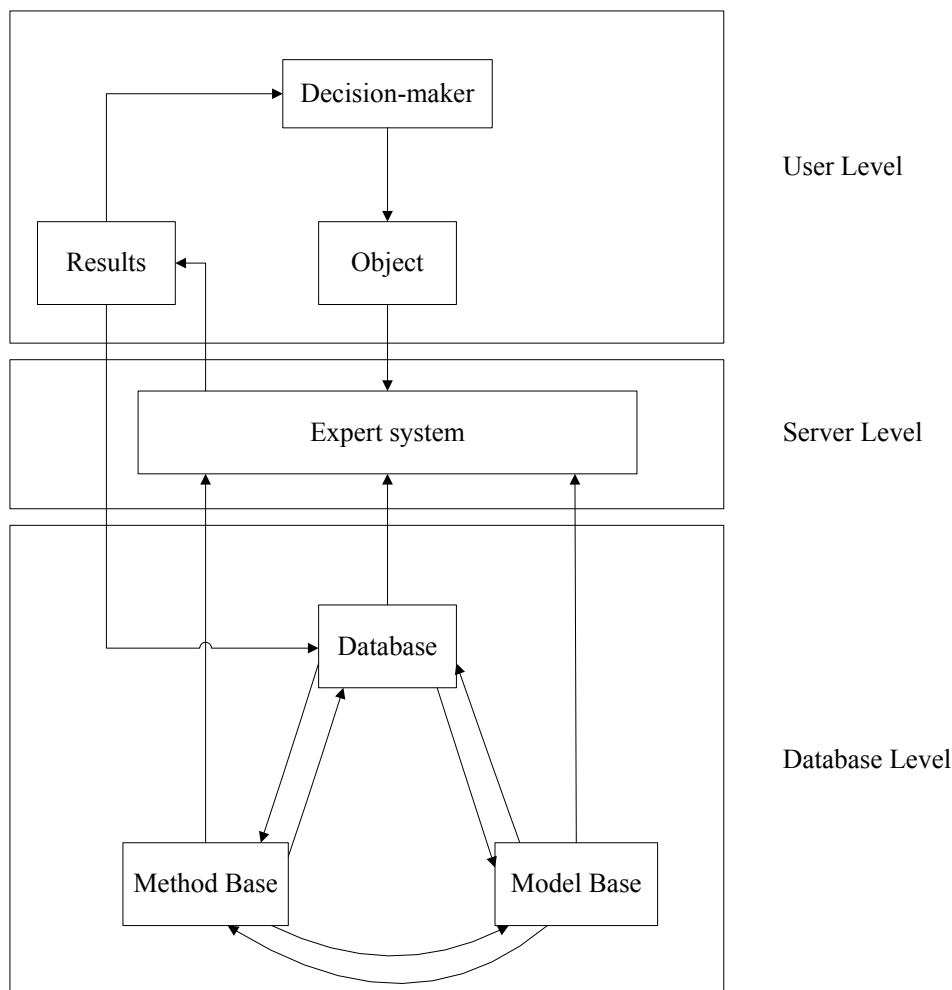 Decision-maker
User Level
Results
Object
Expert system
Server Level
Database
Database Level
Method Base
Model Base